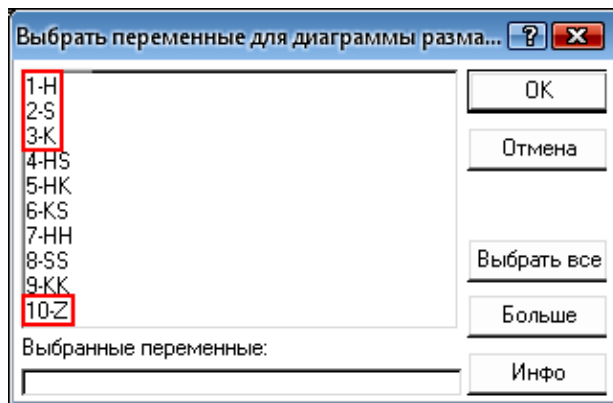 Выбрать переменные для диаграммы разма... ?
1-H
2-S
3-K
4-HS
5-HK
6-KS
7-HH
8-SS
9-KK
10-Z
OK
Отмена
Выбрать все
Больше
Инфо
Выбранные переменные: